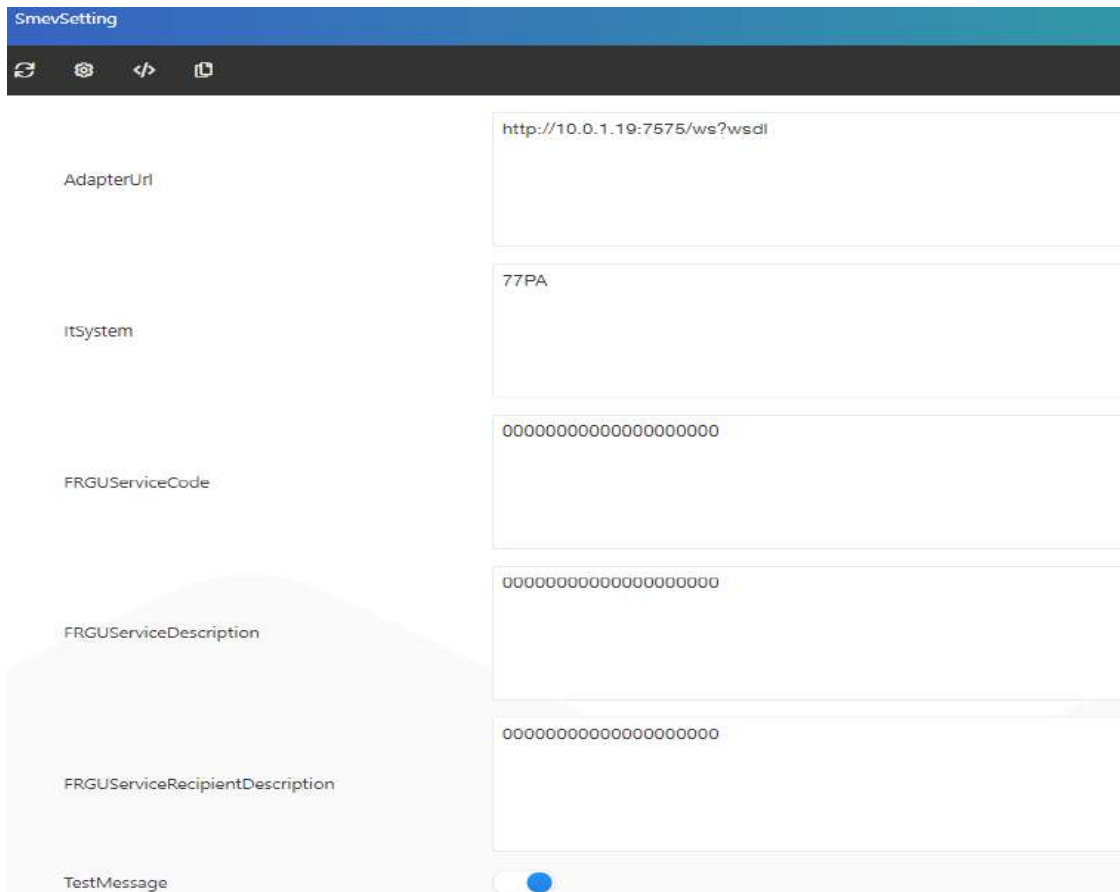 SmevSetting
AdapterUrl
http://10.0.1.19:7575/ws?wsdl
ItSystem
77PA
FRGUServiceCode
00000000000000000000
FRGUServiceDescription
00000000000000000000
FRGUServiceRecipientDescription
00000000000000000000
TestMessage